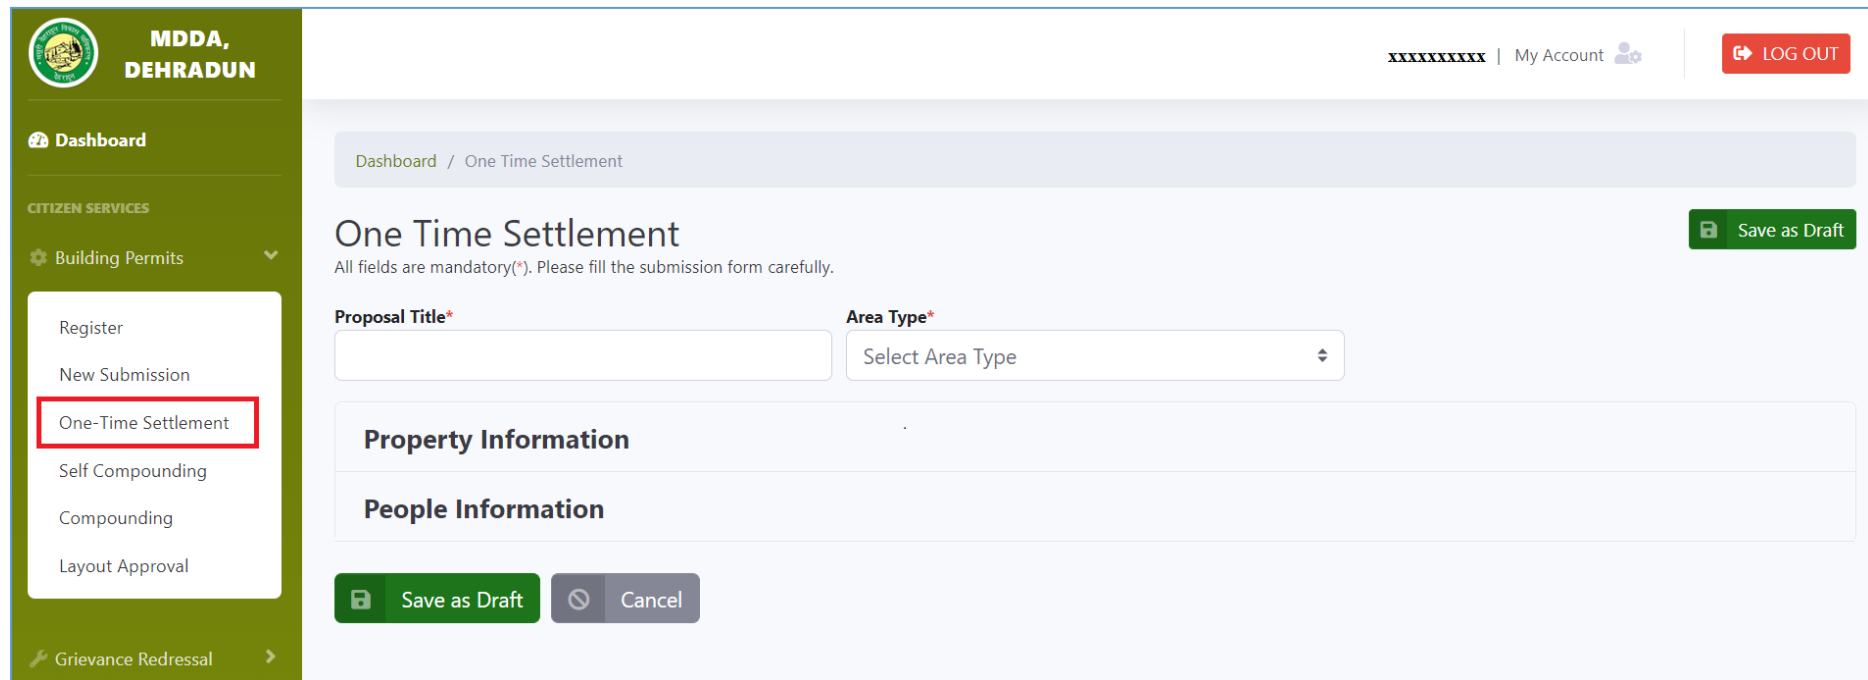 MDDA,
DEHRADUN
xxxxxxxxxx | My Account
LOG OUT
Dashboard
CITIZEN SERVICES
Building Permits
Register
New Submission
One-Time Settlement
Self Compounding
Compounding
Layout Approval
Grievance Redressal
Dashboard / One Time Settlement
One Time Settlement
Save as Draft
All fields are mandatory(*). Please fill the submission form carefully.
Proposal Title*
Area Type*
Select Area Type
Property Information
People Information
Save as Draft
Cancel